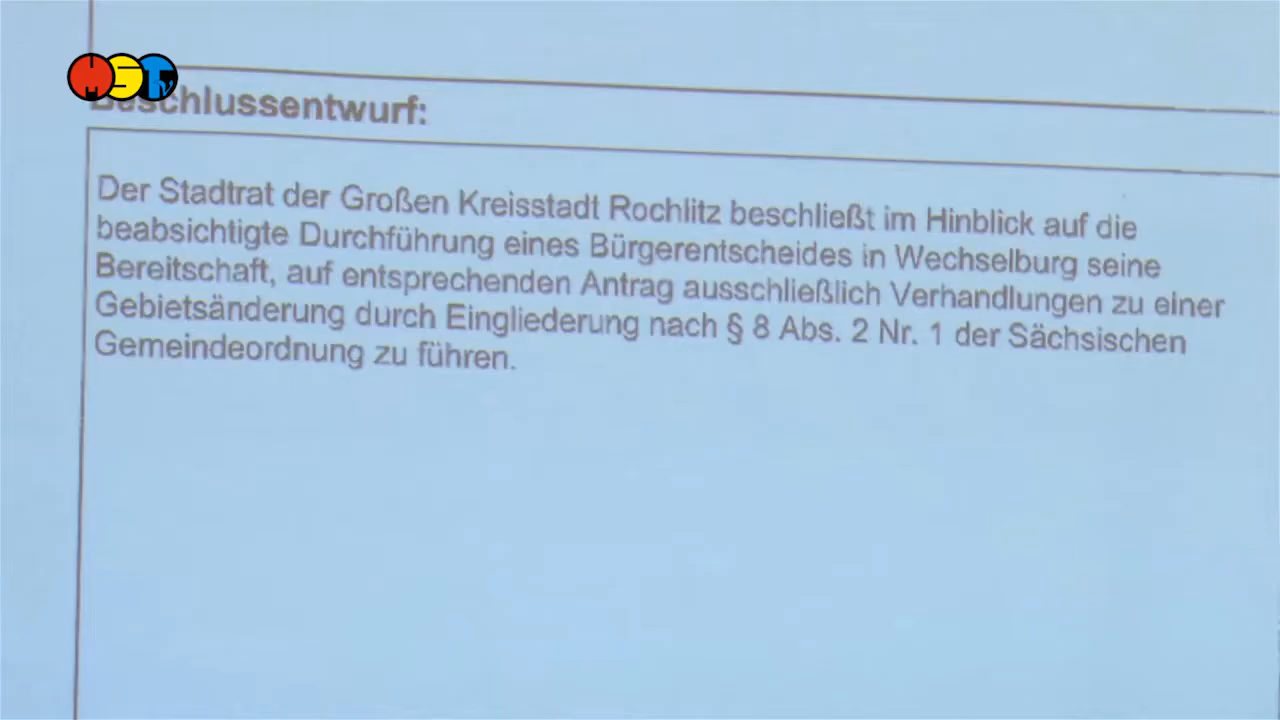 MSF
Beschlussentwurf:
Der Stadtrat der Großen Kreisstadt Rochlitz beschließt im Hinblick auf die
beabsichtigte Durchführung eines Bürgerentscheides in Wechselburg seine
Bereitschaft, auf entsprechenden Antrag ausschließlich Verhandlungen zu einer
Gebietsänderung durch Eingliederung nach § 8 Abs. 2 Nr. 1 der Sächsischen
Gemeindeordnung zu führen.